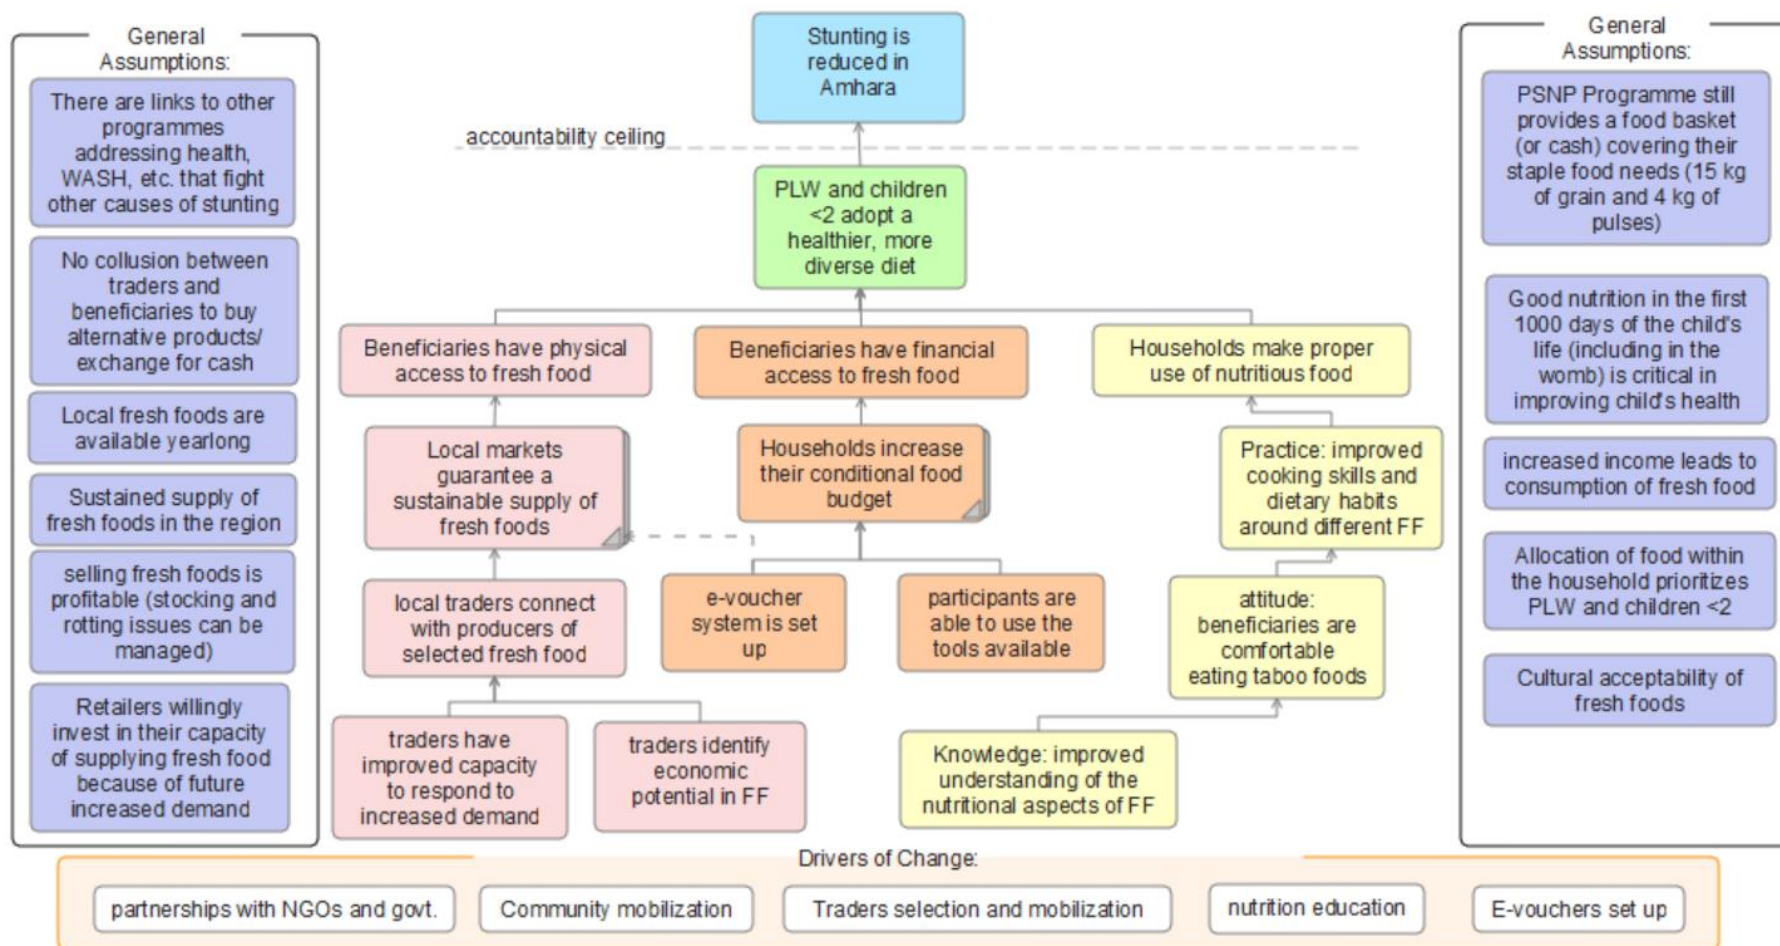 General
Assumptions:
There are links to other
programmes
addressing health,
WASH, etc. that fight
other causes of stunting
No collusion between
traders and
beneficiaries to buy
alternative products/
exchange for cash
Local fresh foods are
available yearlong
Sustained supply of
fresh foods in the region
selling fresh foods is
profitable (stocking and
rotting issues can be
managed)
Retailers willingly
invest in their capacity
of supplying fresh food
because of future
increased demand
Stunting is
reduced in
Amhara
accountability ceiling
PLW and children
<2 adopt a
healthier, more
diverse diet
Beneficiaries have physical
access to fresh food
Beneficiaries have financial
access to fresh food
Households make proper
use of nutritious food
Local markets
guarantee a
sustainable supply of
fresh foods
Households increase
their conditional food
budget
Practice: improved
cooking skills and
dietary habits
around different FF
local traders connect
with producers of
selected fresh food
e-voucher
system is set
up
participants are
able to use the
tools available
attitude:
beneficiaries are
comfortable
eating taboo foods
traders have
improved capacity
to respond to
increased demand
traders identify
economic
potential in FF
Knowledge: improved
understanding of the
nutritional aspects of FF
General
Assumptions:
PSNP Programme still
provides a food basket
(or cash) covering their
staple food needs (15 kg
of grain and 4 kg of
pulses)
Good nutrition in the first
1000 days of the child's
life (including in the
womb) is critical in
improving child's health
increased income leads to
consumption of fresh food
Allocation of food within
the household prioritizes
PLW and children <2
Cultural acceptability of
fresh foods
Drivers of Change:
partnerships with NGOs and govt.
Community mobilization
Traders selection and mobilization
nutrition education
E-vouchers set up